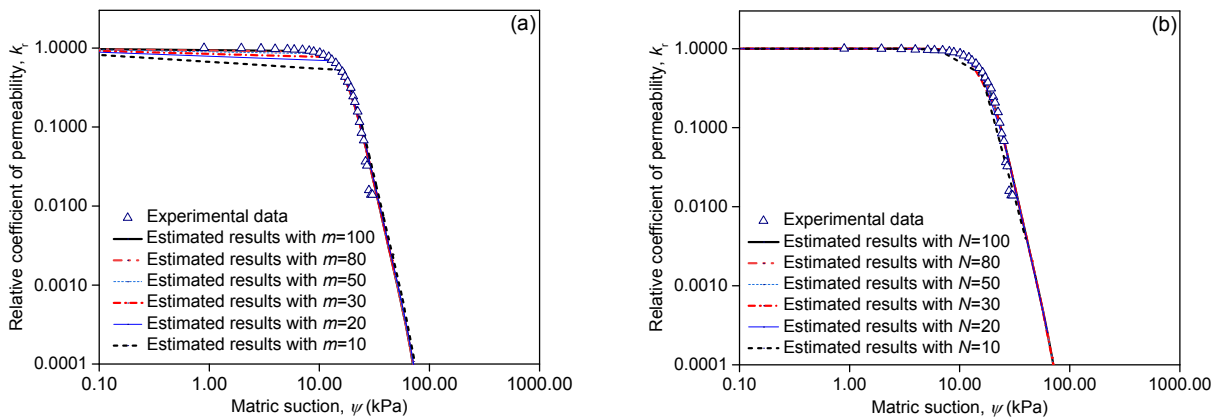 (a)
Relative coefficient of permeability, kr
1.0000
0.1000
0.0100
0.0010
0.0001
Experimental data
Estimated results with m=100
Estimated results with m=80
Estimated results with m=50
Estimated results with m=30
Estimated results with m=20
Estimated results with m=10
0.10 1.00 10.00 100.00 1000.00
Matric suction, ψ (kPa)
(b)
Relative coefficient of permeability, kr
1.0000
0.1000
0.0100
0.0010
0.0001
Experimental data
Estimated results with N=100
Estimated results with N=80
Estimated results with N=50
Estimated results with N=30
Estimated results with N=20
Estimated results with N=10
0.10 1.00 10.00 100.00 1000.00
Matric suction, ψ (kPa)